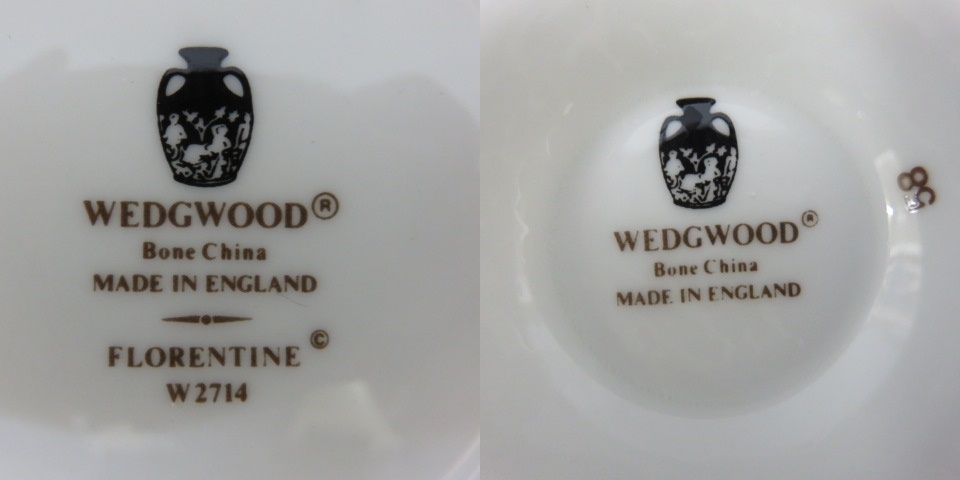 WEDGWOOD®
Bone China
MADE IN ENGLAND
FLORENTINE ©
W2714
WEDGWOOD®
Bone China
MADE IN ENGLAND